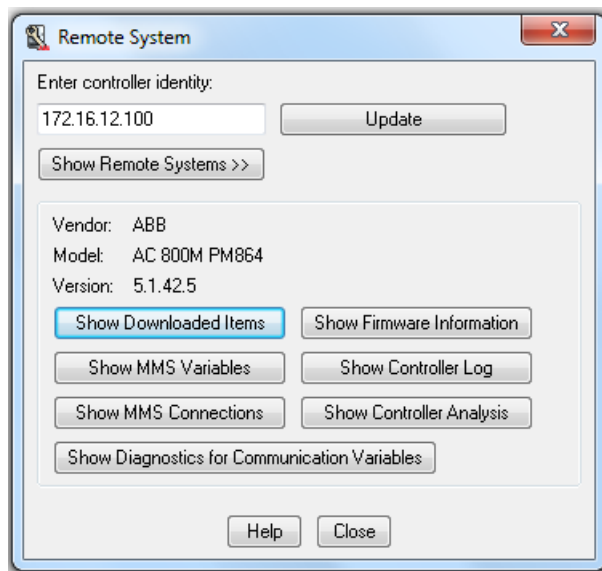 Remote System
Enter controller identity:
172.16.12.100 Update
Show Remote Systems >>
Vendor: ABB
Model: AC 800M PM864
Version: 5.1.42.5
Show Downloaded Items Show Firmware Information
Show MMS Variables Show Controller Log
Show MMS Connections Show Controller Analysis
Show Diagnostics for Communication Variables
Help Close